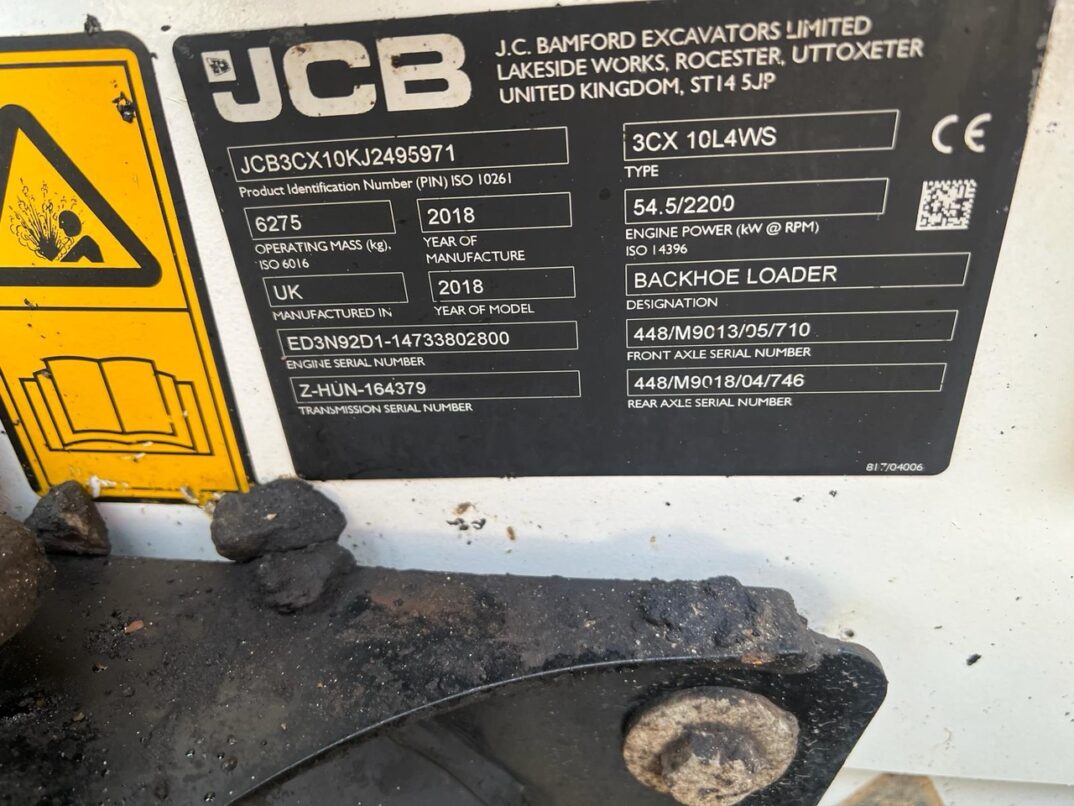 JCB
J.C. BAMFORD EXCAVATORS LIMITED
LAKESIDE WORKS, ROCESTER, UTTOXETER
UNITED KINGDOM, ST14 5JP
JCB3CX10KJ2495971
Product Identification Number (PIN) ISO 10261
6275
OPERATING MASS (kg),
ISO 6016
2018
YEAR OF
MANUFACTURE
UK
MANUFACTURED IN
2018
YEAR OF MODEL
ED3N92D1-14733802800
ENGINE SERIAL NUMBER
Z-HUN-164379
TRANSMISSION SERIAL NUMBER
3CX 10L4WS
TYPE
CE
54.5/2200
ENGINE POWER (kW @ RPM)
ISO 14396
BACKHOE LOADER
DESIGNATION
448/M9013/05/710
FRONT AXLE SERIAL NUMBER
448/M9018/04/746
REAR AXLE SERIAL NUMBER
817/04006